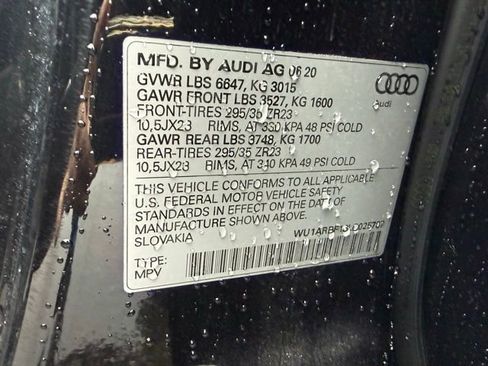 MFD. BY AUDI AG 06 20
GVWR LBS 6647, KG 3015
GAWR FRONT LBS 3527, KG 1600
FRONT-TIRES 295/35 ZR23
10,5JX23 RIMS, AT 330 KPA 48 PSI COLD
GAWR REAR LBS 3748, KG 1700
REAR-TIRES 295/35 ZR23
10,5JX23 RIMS, AT 340 KPA 49 PSI COLD
THIS VEHICLE CONFORMS TO ALL APPLICABLE
U.S. FEDERAL MOTOR VEHICLE SAFETY
STANDARDS IN EFFECT ON THE DATE OF
MANUFACTURE SHOWN ABOVE.
SLOVAKIA
TYPE:
MPV
Audi